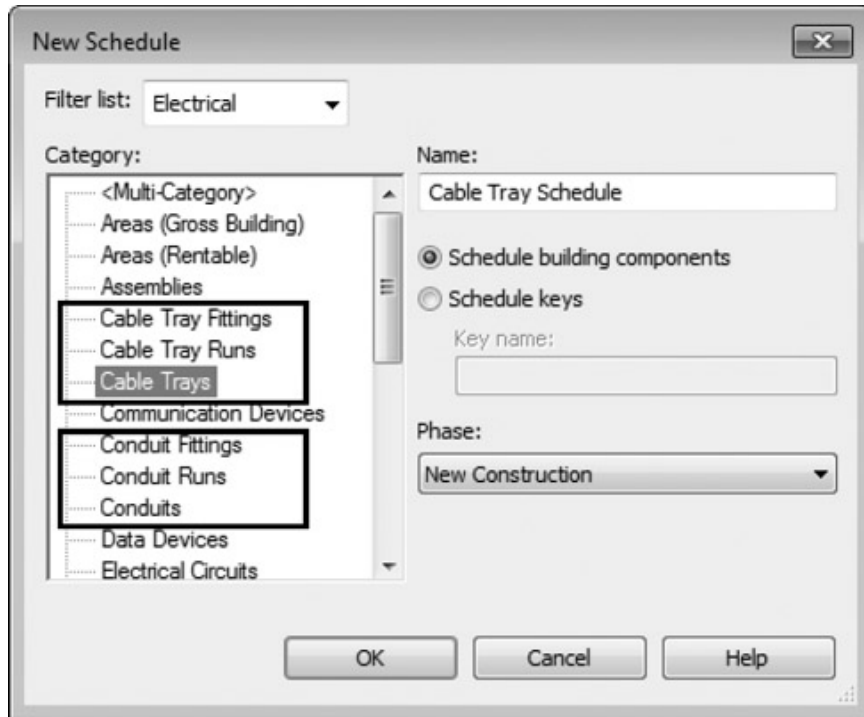 New Schedule
Filter list: Electrical
Category:
<Multi-Category>
Areas (Gross Building)
Areas (Rentable)
Assemblies
Cable Tray Fittings
Cable Tray Runs
Cable Trays
Communication Devices
Conduit Fittings
Conduit Runs
Conduits
Data Devices
Electrical Circuits
Name:
Cable Tray Schedule
Schedule building components
Schedule keys
Key name:
Phase:
New Construction
OK Cancel Help